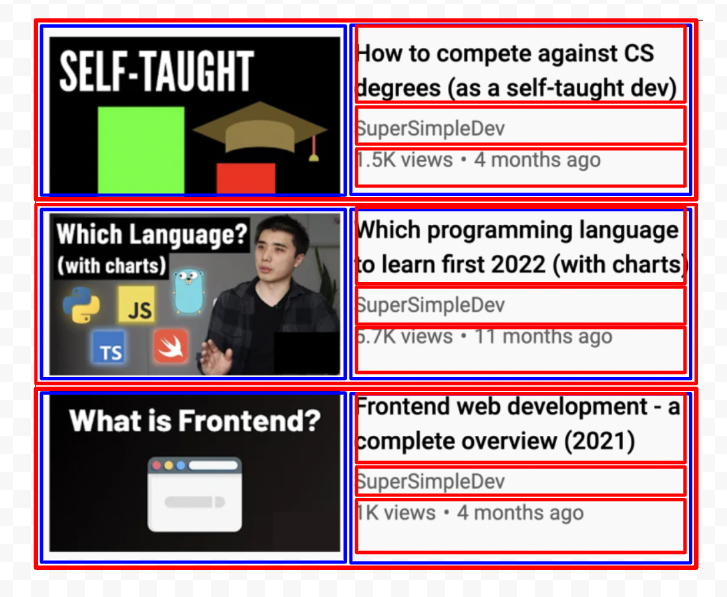 SELF-TAUGHT
How to compete against CS
degrees (as a self-taught dev)
SuperSimpleDev
1.5K views • 4 months ago
Which Language?
(with charts)
JS
TS
Which programming language
to learn first 2022 (with charts)
SuperSimpleDev
6.7K views • 11 months ago
What is Frontend?
Frontend web development - a
complete overview (2021)
SuperSimpleDev
1K views • 4 months ago